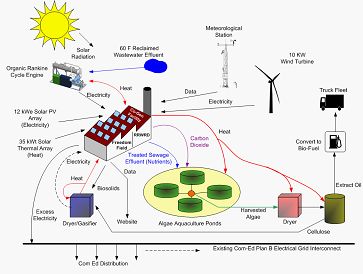 Solar
Radiation
60 F Reclaimed
Wastewater Effluent
Meteorological
Station
10 KW
Wind Turbine
Organic Rankine
Cycle Engine
Heat
Electricity
Data
Electricity
Truck Fleet
12 kWe Solar PV
Array
(Electricity)
35 kWt Solar
Thermal Array
(Heat)
Freedom
Field
RRWRD
Carbon
Dioxide
Heat
Convert to
Bio-Fuel
Treated Sewage
Effluent (Nutrients)
Electricity
Heat
Biosolids
Data
Extract Oil
Excess
Electricity
Dryer/Gasifier
Website
Algae Aquaculture Ponds
Harvested
Algae
Dryer
Cellulose
Existing Com-Ed Plan B Electrical Grid Interconnect
Com Ed Distribution